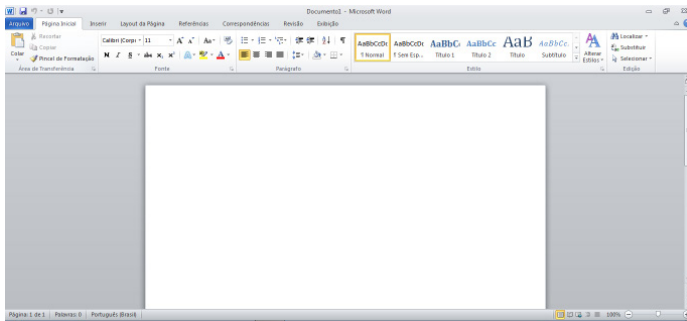 Documento1 - Microsoft Word
Arquivo Página Inicial Inserir Layout da Página Referências Correspondências Revisão Exibição
Recortar
Copiar
Pincel de Formatação
Colar
Área de Transferência
Calibri (Corpo 11
N I S abc x, x²
Fonte
Parágrafo
AaBbCcDc AaBbCcDc AaBbC AaBbCc AaB AaBbCc.
¶ Normal ¶ Sem Esp... Título 1 Título 2 Título Subtítulo
Alterar Estilos
Estilo
Localizar
Substituir
Selecionar
Edição
Página: 1 de 1 Palavras: 0 Português (Brasil) 100%